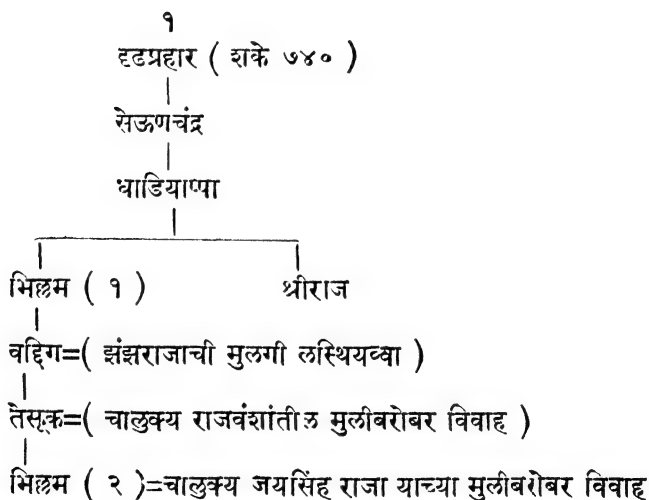 १
दृढप्रहार ( शके ७४० )
सेऊणचंद्र
धाडियाप्पा
भिल्लम ( १ ) श्रीराज
वद्दिग=( झंझराजाची मुलगी लस्थियव्वा )
तेसूक=( चालुक्य राजवंशांतील मुलीबरोबर विवाह )
भिल्लम ( २ )=चालुक्य जयसिंह राजा याच्या मुलीबरोबर विवाह